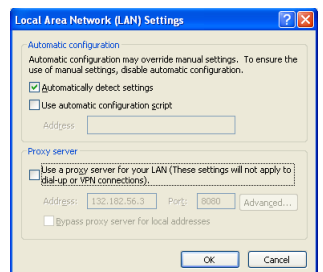 Local Area Network (LAN) Settings
Automatic configuration
Automatic configuration may override manual settings. To ensure the
use of manual settings, disable automatic configuration.
Automatically detect settings
Use automatic configuration script
Address
Proxy server
Use a proxy server for your LAN (These settings will not apply to
dial-up or VPN connections).
Address: 132.182.56.3 Port: 8080 Advanced...
Bypass proxy server for local addresses
OK Cancel